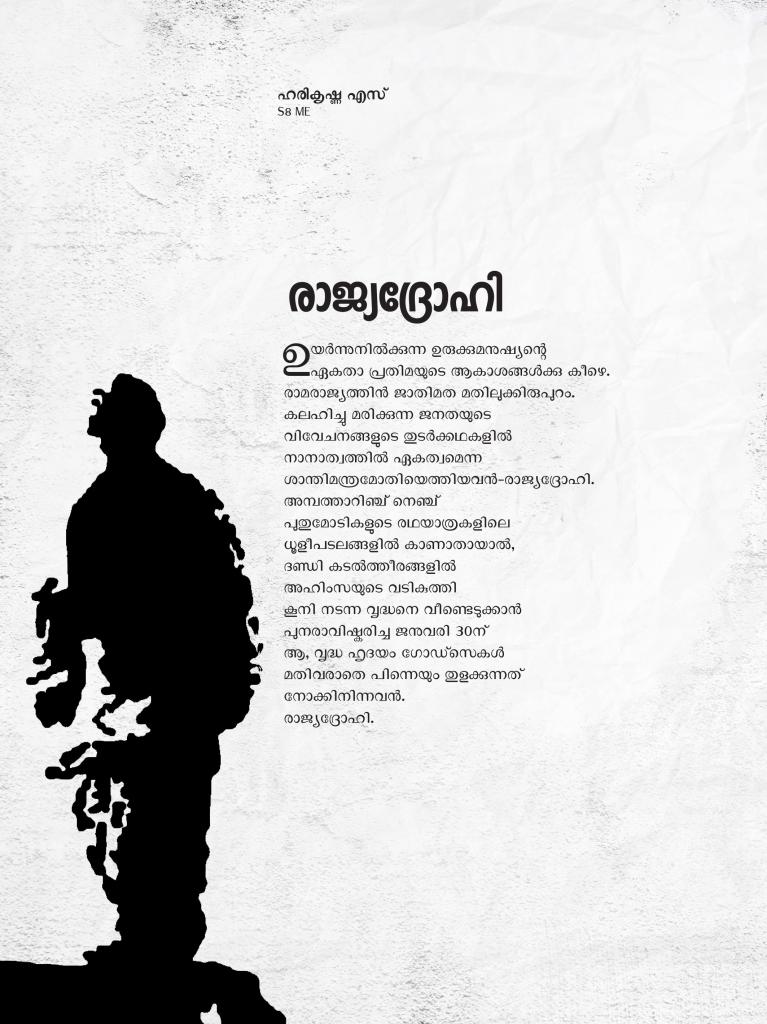 ഹരികൃഷ്ണ എസ്
S8 ME
രാജ്യദ്രോഹി
ഉയർന്നുനിൽക്കുന്ന ഉരുക്കുമനുഷ്യന്റെ
ഏകതാ പ്രതിമയുടെ ആകാശങ്ങൾക്കു കീഴെ.
രാമരാജ്യത്തിൻ ജാതിമത മതിലുക്കിരുപുറം.
കലഹിച്ചു മരിക്കുന്ന ജനതയുടെ
വിവേചനങ്ങളുടെ തുടർക്കഥകളിൽ
നാനാത്വത്തിൽ ഏകത്വമെന്ന
ശാന്തിമന്ത്രമോതിയെത്തിയവൻ-രാജ്യദ്രോഹി.
അമ്പത്താറിഞ്ച് നെഞ്ച്
പുതുമോടികളുടെ രഥയാത്രകളിലെ
ധൂളീപടലങ്ങളിൽ കാണാതായാൽ,
ദണ്ഡി കടൽത്തീരങ്ങളിൽ
അഹിംസയുടെ വടികുത്തി
കൂനി നടന്ന വൃദ്ധനെ വീണ്ടെടുക്കാൻ
പുനരാവിഷ്കരിച്ച ജനുവരി 30ന്
ആ, വൃദ്ധ ഹൃദയം ഗോഡ്സെകൾ
മതിവരാതെ പിന്നെയും തുളക്കുന്നത്
നോക്കിനിന്നവൻ.
രാജ്യദ്രോഹി.